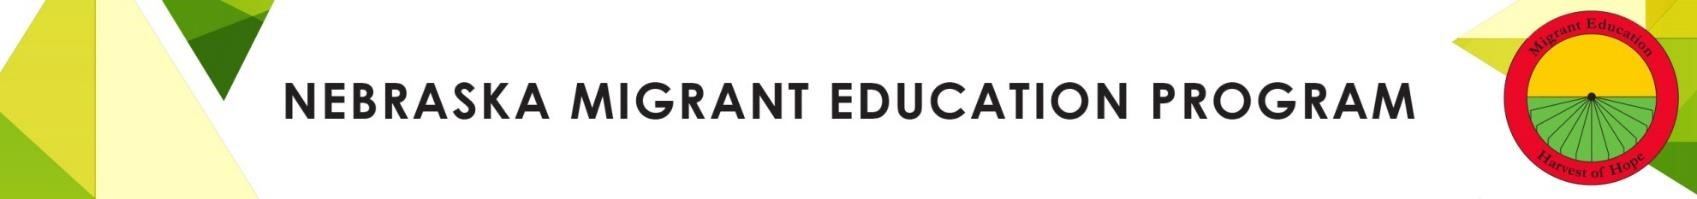 NEBRASKA MIGRANT EDUCATION PROGRAM
Migrant Education
Harvest of Hope